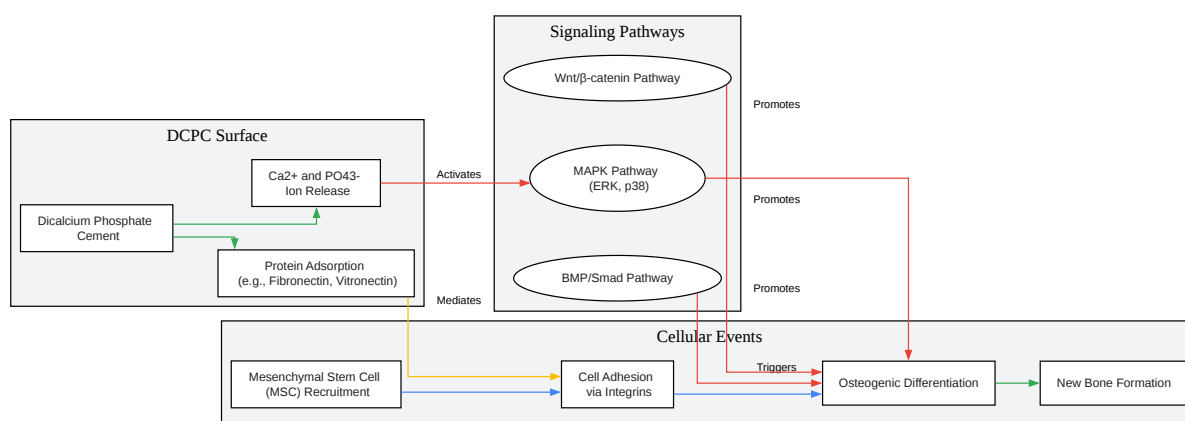 Signaling Pathways
Wnt/β-catenin Pathway
Promotes
DCPC Surface
Ca2+ and PO43-
Ion Release
Activates
MAPK Pathway
(ERK, p38)
Promotes
Dicalcium Phosphate
Cement
Protein Adsorption
(e.g., Fibronectin, Vitronectin)
BMP/Smad Pathway
Mediates
Promotes
Cellular Events
Mesenchymal Stem Cell
(MSC) Recruitment
Cell Adhesion
via Integrins
Triggers
Osteogenic Differentiation
New Bone Formation